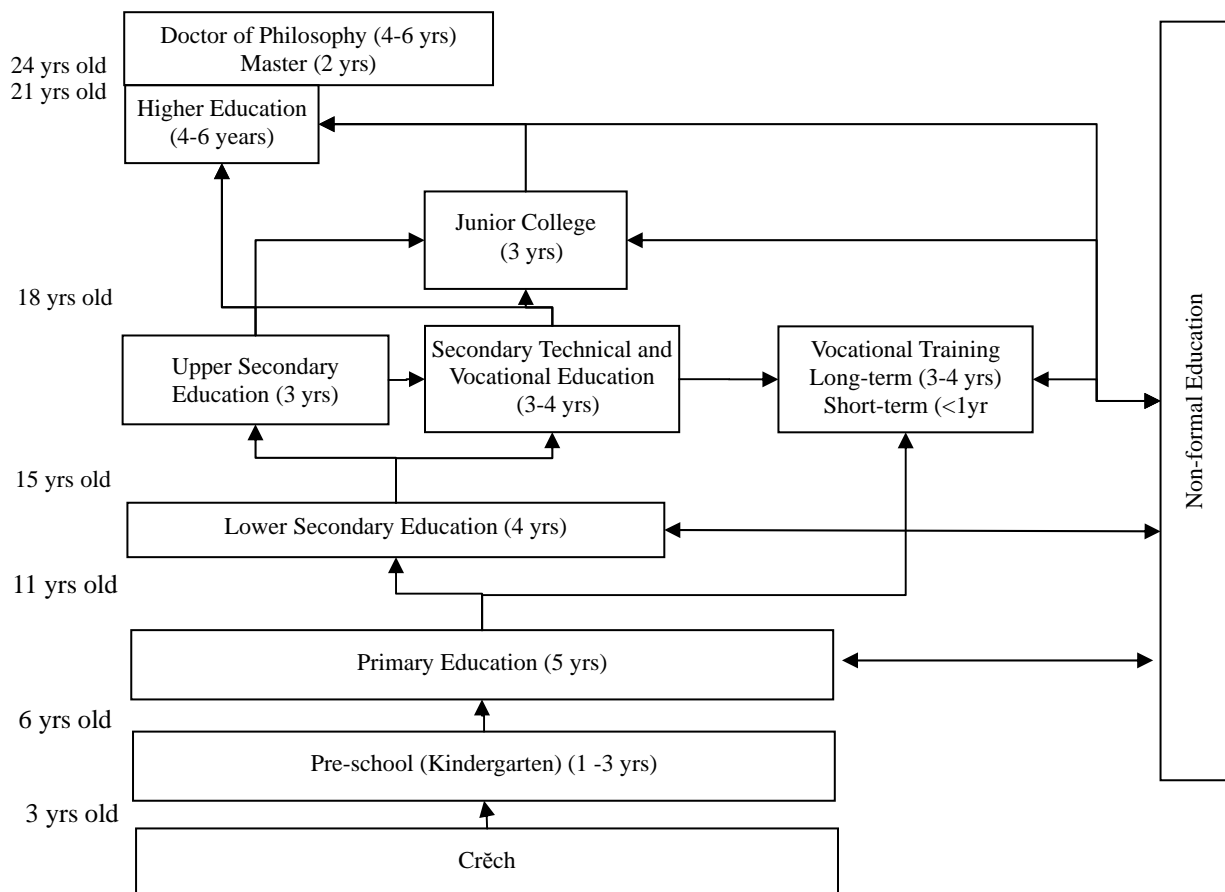 Doctor of Philosophy (4-6 yrs)
Master (2 yrs)
24 yrs old
21 yrs old
Higher Education
(4-6 years)
Junior College
(3 yrs)
18 yrs old
Upper Secondary
Education (3 yrs)
Secondary Technical and
Vocational Education
(3-4 yrs)
Vocational Training
Long-term (3-4 yrs)
Short-term (<1yr
Non-formal Education
15 yrs old
Lower Secondary Education (4 yrs)
11 yrs old
Primary Education (5 yrs)
6 yrs old
Pre-school (Kindergarten) (1 -3 yrs)
3 yrs old
Crĕch